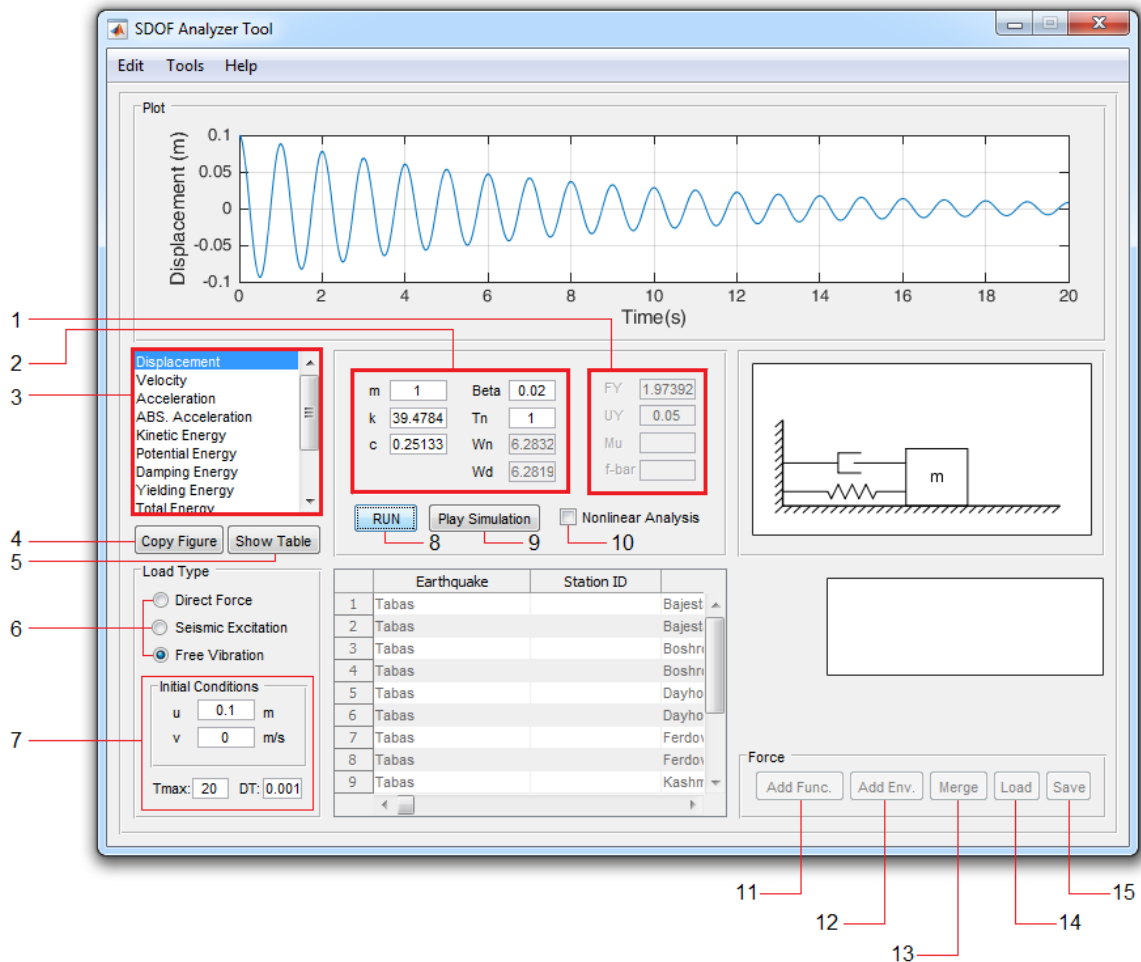 SDOF Analyzer Tool
Edit Tools Help
Plot
Displacement (m)
0.1
0.05
0
-0.05
-0.1
0 2 4 6 8 10 12 14 16 18 20
Time(s)
1
2
3
4
5
6
7
Displacement
Velocity
Acceleration
ABS. Acceleration
Kinetic Energy
Potential Energy
Damping Energy
Yielding Energy
Total Energy
m 1 Beta 0.02
k 39.4784 Tn 1
c 0.25133 Wn 6.2832
Wd 6.2819
FY 1.97392
UY 0.05
Mu
f-bar
m
RUN Play Simulation Nonlinear Analysis
8 9 10
Copy Figure Show Table
Load Type
Direct Force
Seismic Excitation
Free Vibration
Initial Conditions
u 0.1 m
v 0 m/s
Tmax: 20 DT: 0.001
Earthquake Station ID
1 Tabas Bajest
2 Tabas Bajest
3 Tabas Boshr
4 Tabas Boshr
5 Tabas Dayho
6 Tabas Dayho
7 Tabas Ferdov
8 Tabas Ferdov
9 Tabas Kashm
Force
Add Func. Add Env. Merge Load Save
11
12
13
14
15